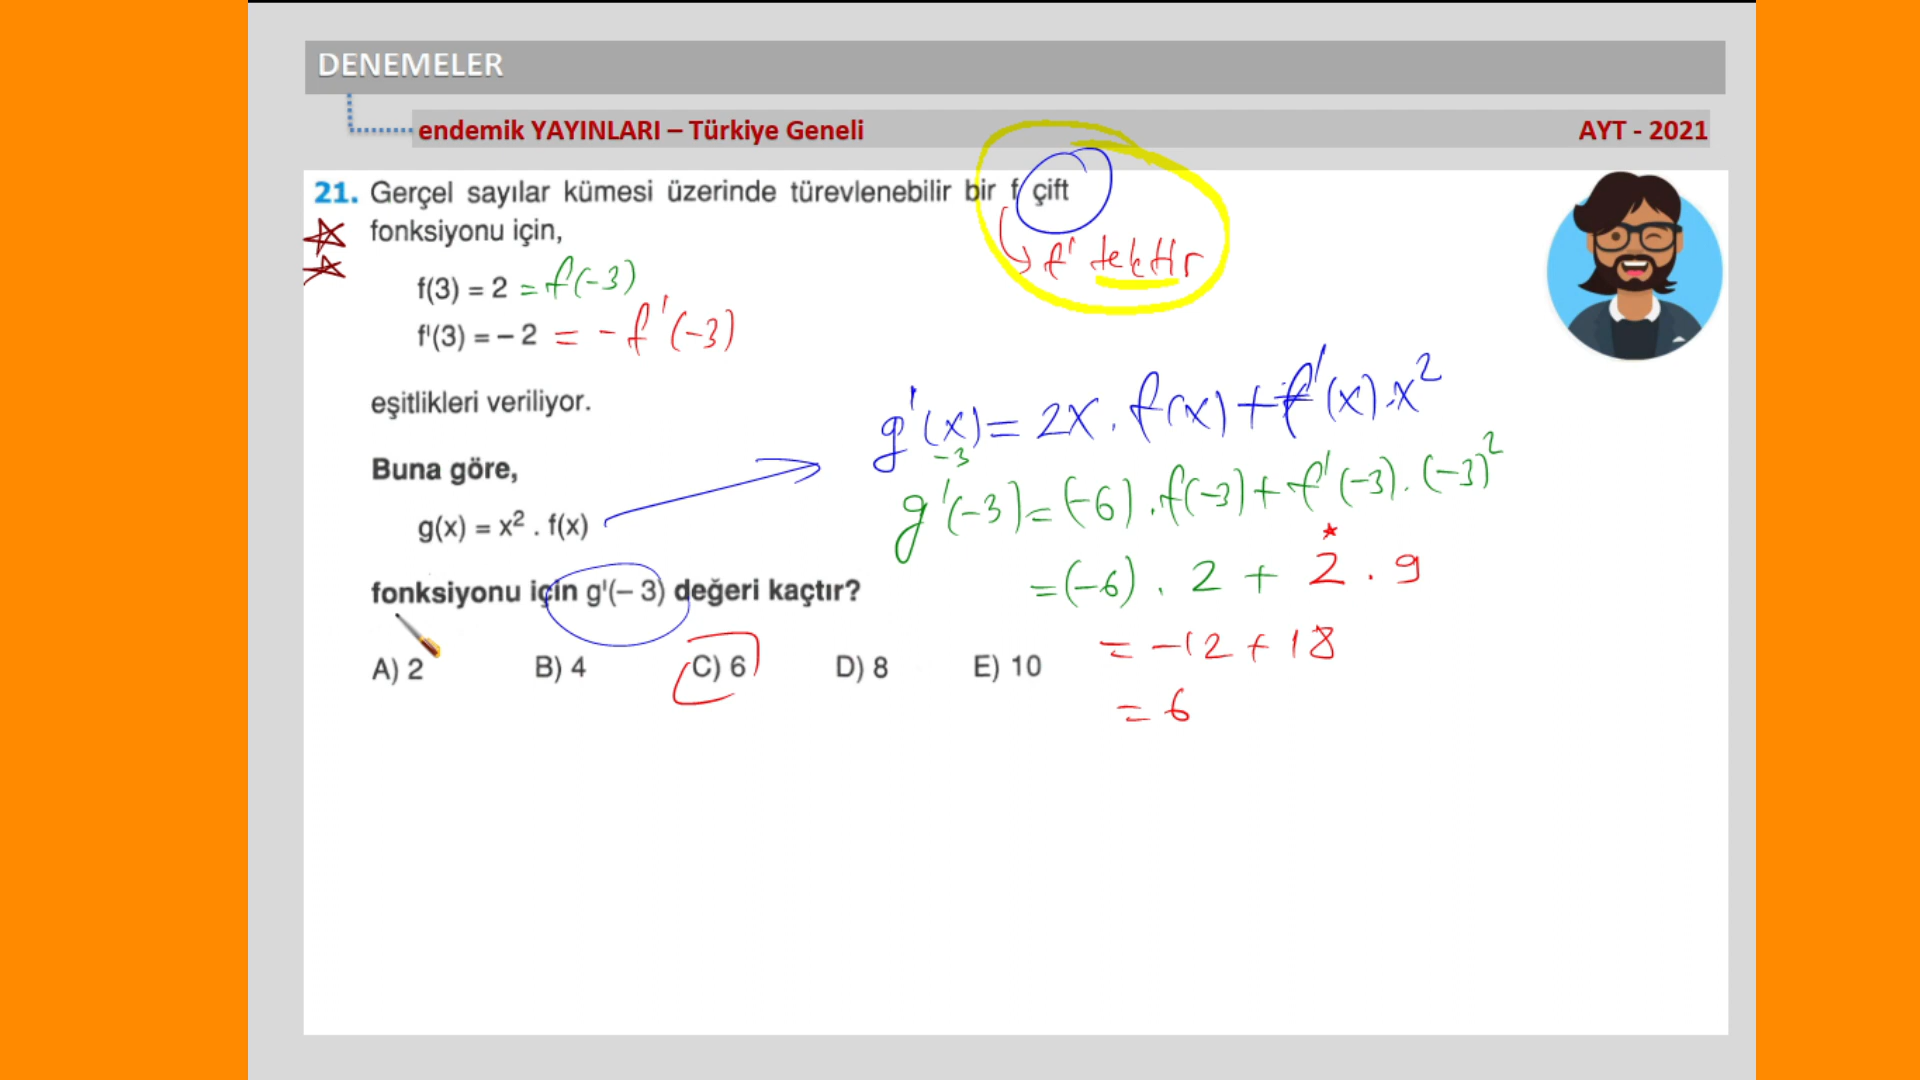 DENEMELER
endemik YAYINLARI – Türkiye Geneli AYT - 2021
21. Gerçel sayılar kümesi üzerinde türevlenebilir bir f çift
fonksiyonu için,
→ f' tektir
f(3) = 2 = f(-3)
f'(3) = – 2 = - f'(-3)
eşitlikleri veriliyor.
g'(x) = 2x . f(x) + f'(x) . x²
-3
Buna göre,
g'(-3) = (-6) . f(-3) + f'(-3) . (-3)²
g(x) = x² . f(x)
= (-6) . 2 + 2 . 9
fonksiyonu için g'(– 3) değeri kaçtır?
= -12 + 18
A) 2 B) 4 C) 6 D) 8 E) 10
= 6